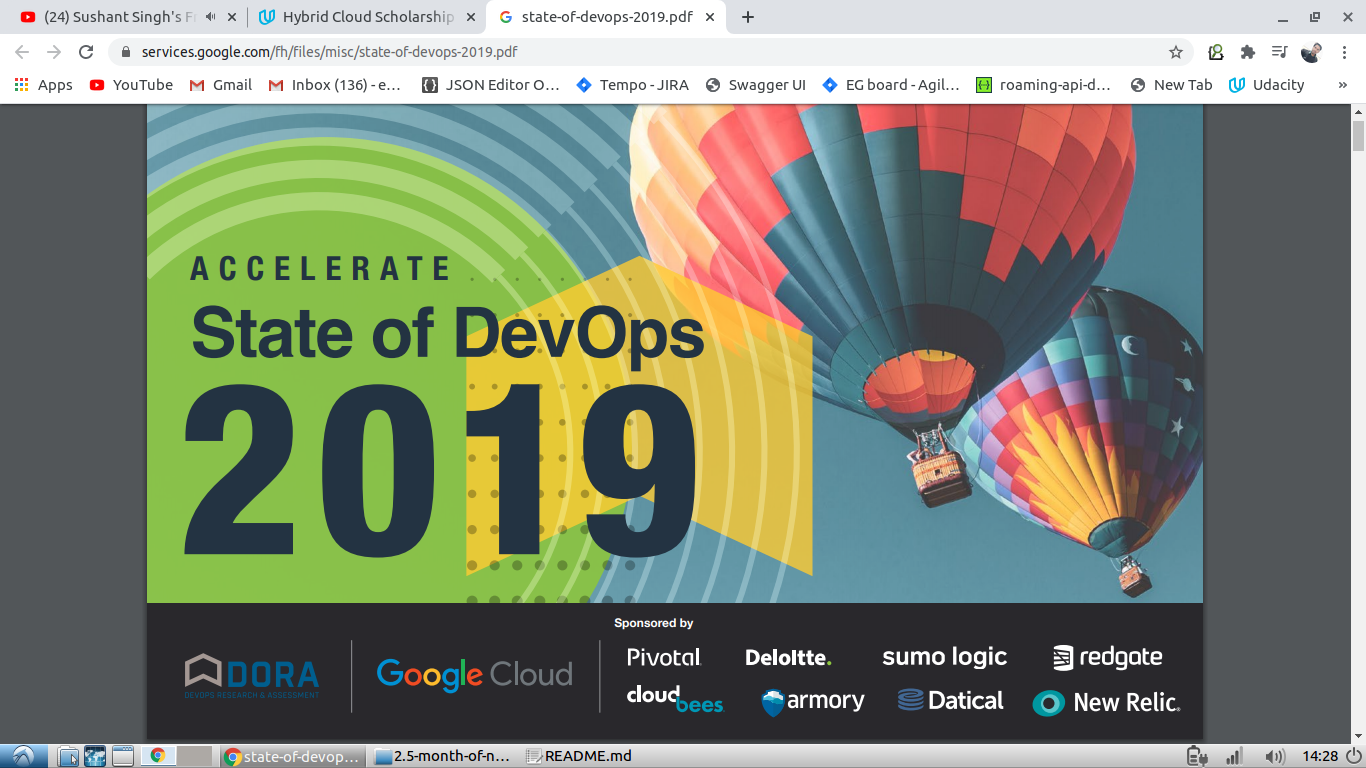 (24) Sushant Singh's F
Hybrid Cloud Scholarship
state-of-devops-2019.pdf
services.google.com/fh/files/misc/state-of-devops-2019.pdf
Apps YouTube Gmail Inbox (136) - e… JSON Editor O… Tempo - JIRA Swagger UI EG board - Agil… roaming-api-d… New Tab Udacity »
ACCELERATE
State of DevOps
2019
Sponsored by
DORA
DEVOPS RESEARCH & ASSESSMENT
Google Cloud
Pivotal Deloitte. sumo logic redgate
cloudbees armory Datical New Relic®
state-of-devop… 2.5-month-of-n… README.md 14:28